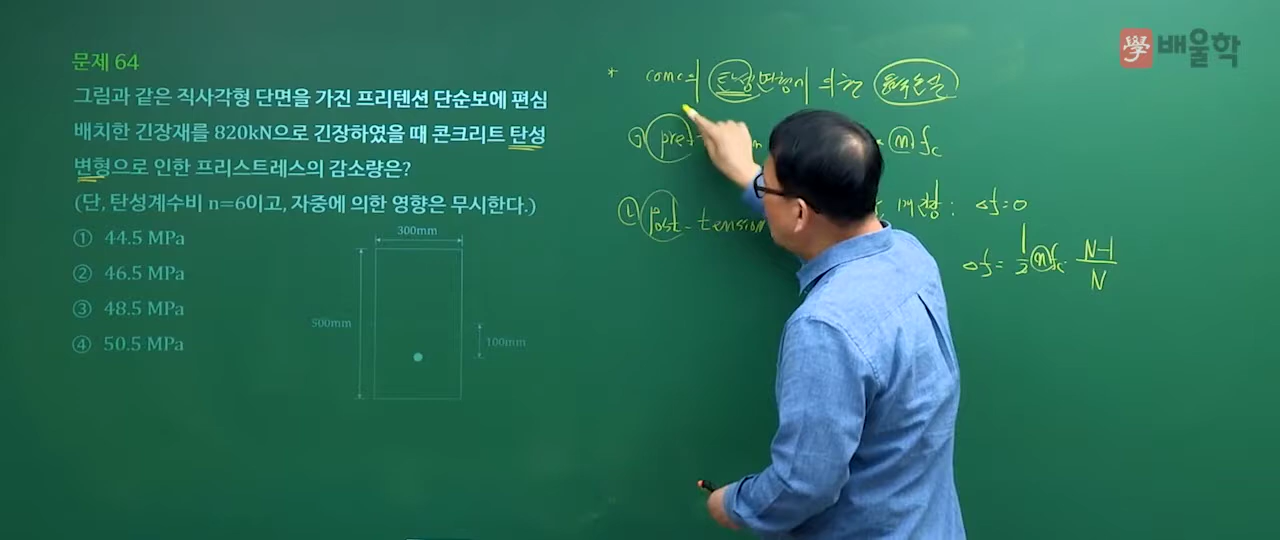 學 배울학
문제 64
그림과 같은 직사각형 단면을 가진 프리텐션 단순보에 편심
배치한 긴장재를 820kN으로 긴장하였을 때 콘크리트 탄성
변형으로 인한 프리스트레스의 감소량은?
(단, 탄성계수비 n=6이고, 자중에 의한 영향은 무시한다.)
① 44.5 MPa
② 46.5 MPa
③ 48.5 MPa
④ 50.5 MPa
300mm
500mm
100mm
* conc의 탄성변형에 의한
㉠ pret
n fc
㉡ post - tension
: Δf=0
Δf= 1/2 n fc N-1/N